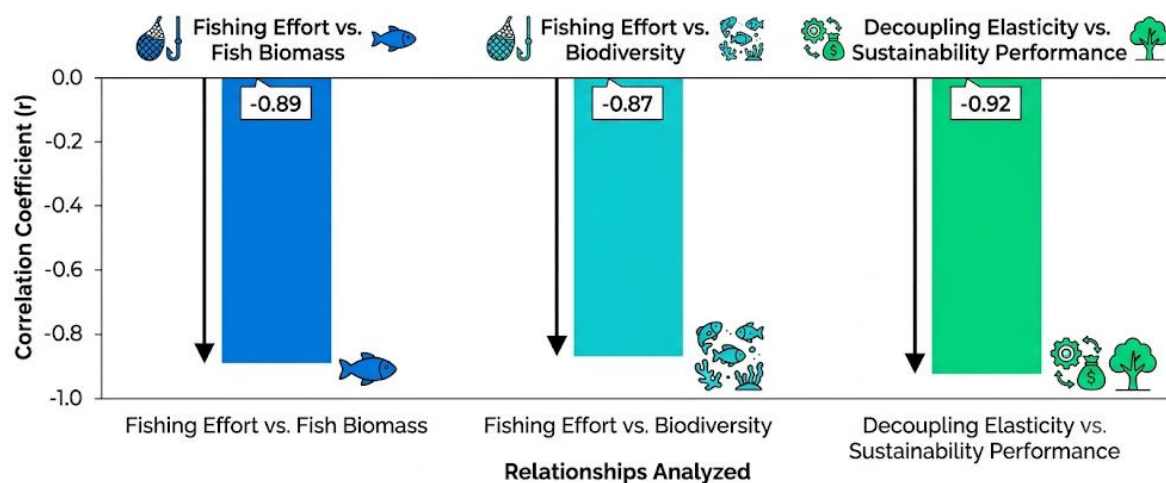 Fishing Effort vs.
Fish Biomass
Fishing Effort vs.
Biodiversity
Decoupling Elasticity vs.
Sustainability Performance
Correlation Coefficient (r)
0.0
-0.2
-0.4
-0.6
-0.8
-1.0
-0.89
-0.87
-0.92
$
$
Fishing Effort vs. Fish Biomass
Fishing Effort vs. Biodiversity
Decoupling Elasticity vs.
Sustainability Performance
Relationships Analyzed